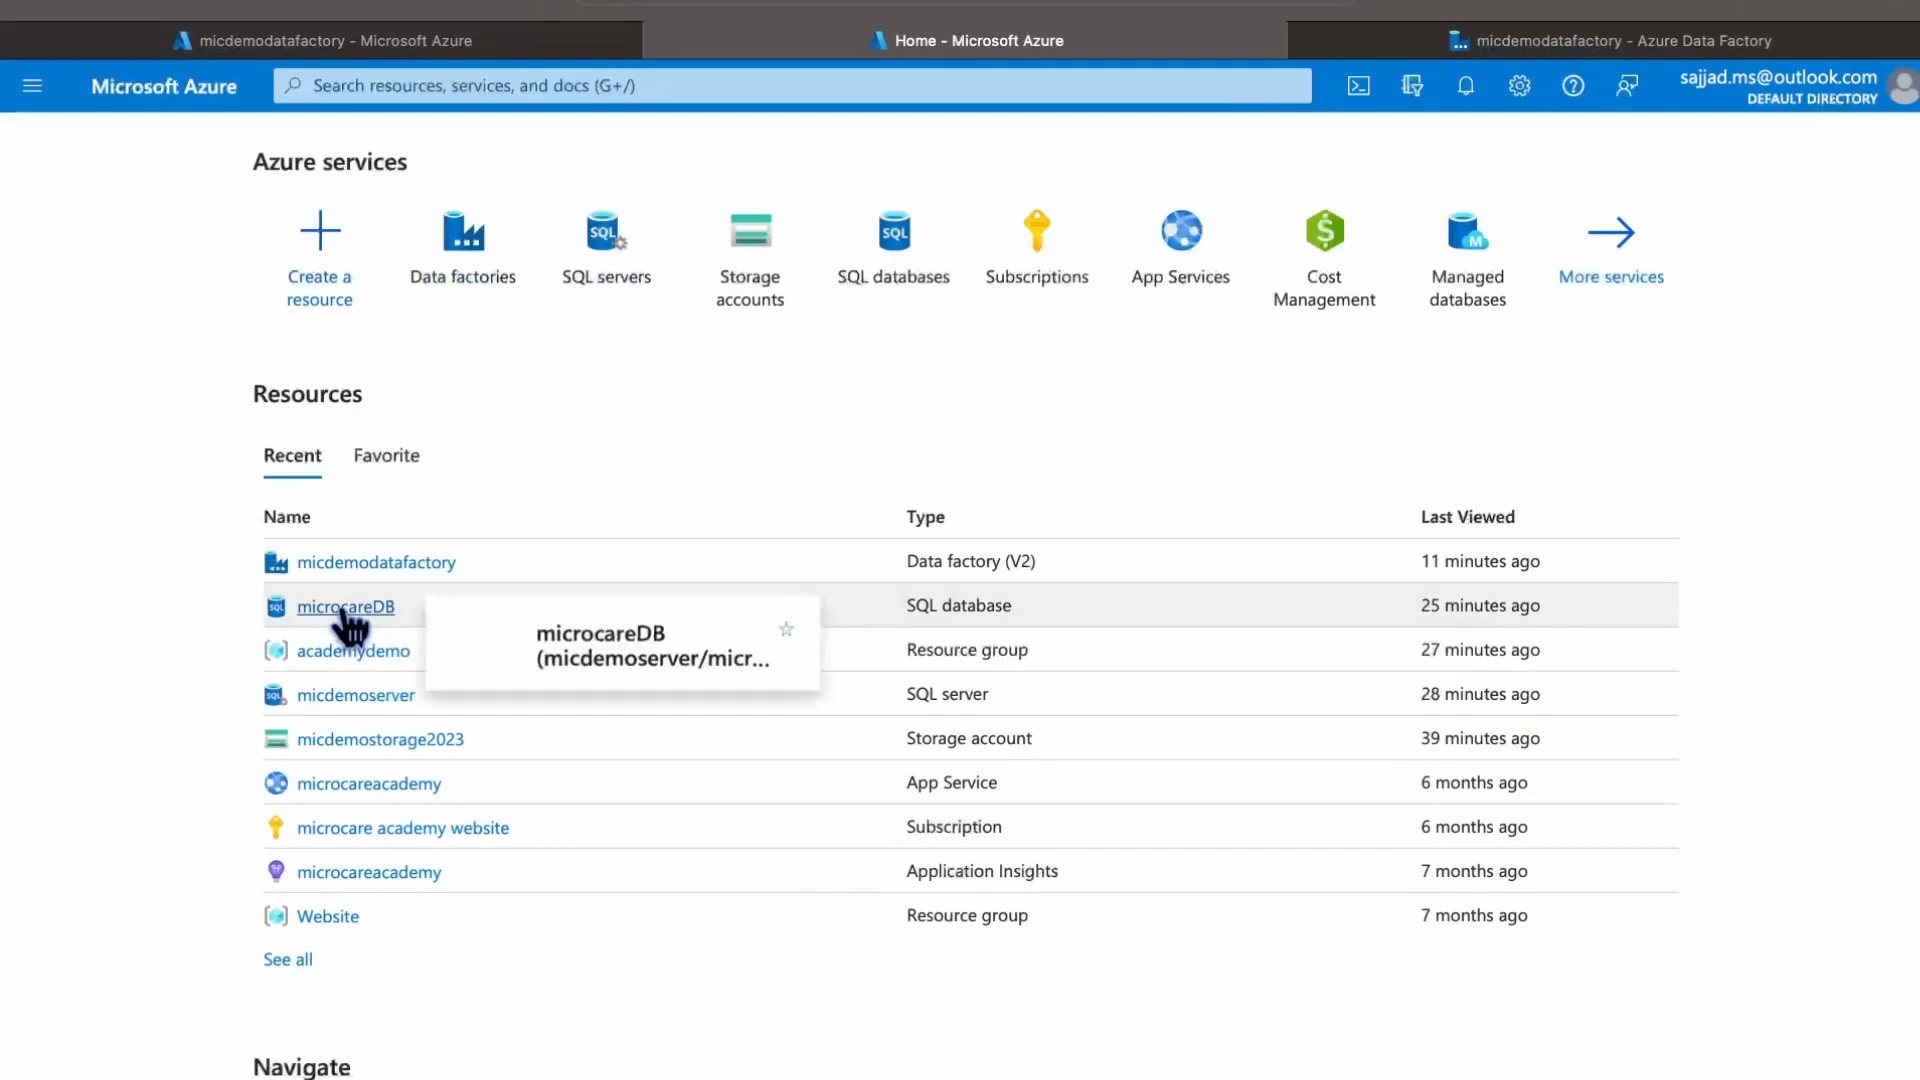 micdemodatafactory - Microsoft Azure
Home - Microsoft Azure
micdemodatafactory - Azure Data Factory
Microsoft Azure
Search resources, services, and docs (G+/)
sajjad.ms@outlook.com
DEFAULT DIRECTORY
Azure services
Create a
resource
Data factories
SQL servers
Storage
accounts
SQL databases
Subscriptions
App Services
Cost
Management
Managed
databases
More services
Resources
Recent
Favorite
Name
Type
Last Viewed
micdemodatafactory
Data factory (V2)
11 minutes ago
microcareDB
SQL database
25 minutes ago
microcareDB
(micdemoserver/micr...
academydemo
Resource group
27 minutes ago
micdemoserver
SQL server
28 minutes ago
micdemostorage2023
Storage account
39 minutes ago
microcareacademy
App Service
6 months ago
microcare academy website
Subscription
6 months ago
microcareacademy
Application Insights
7 months ago
Website
Resource group
7 months ago
See all
Navigate